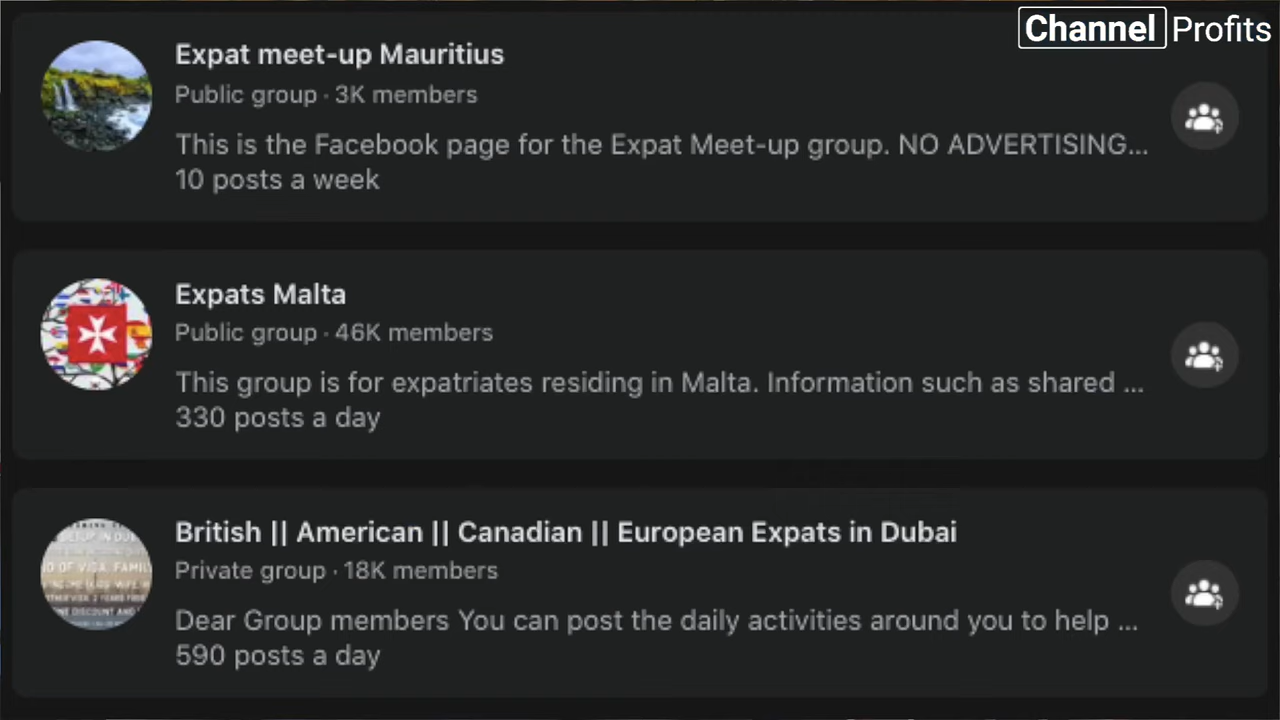 Channel Profits
Expat meet-up Mauritius
Public group · 3K members
This is the Facebook page for the Expat Meet-up group. NO ADVERTISING...
10 posts a week
Expats Malta
Public group · 46K members
This group is for expatriates residing in Malta. Information such as shared ...
330 posts a day
British || American || Canadian || European Expats in Dubai
Private group · 18K members
Dear Group members You can post the daily activities around you to help ...
590 posts a day